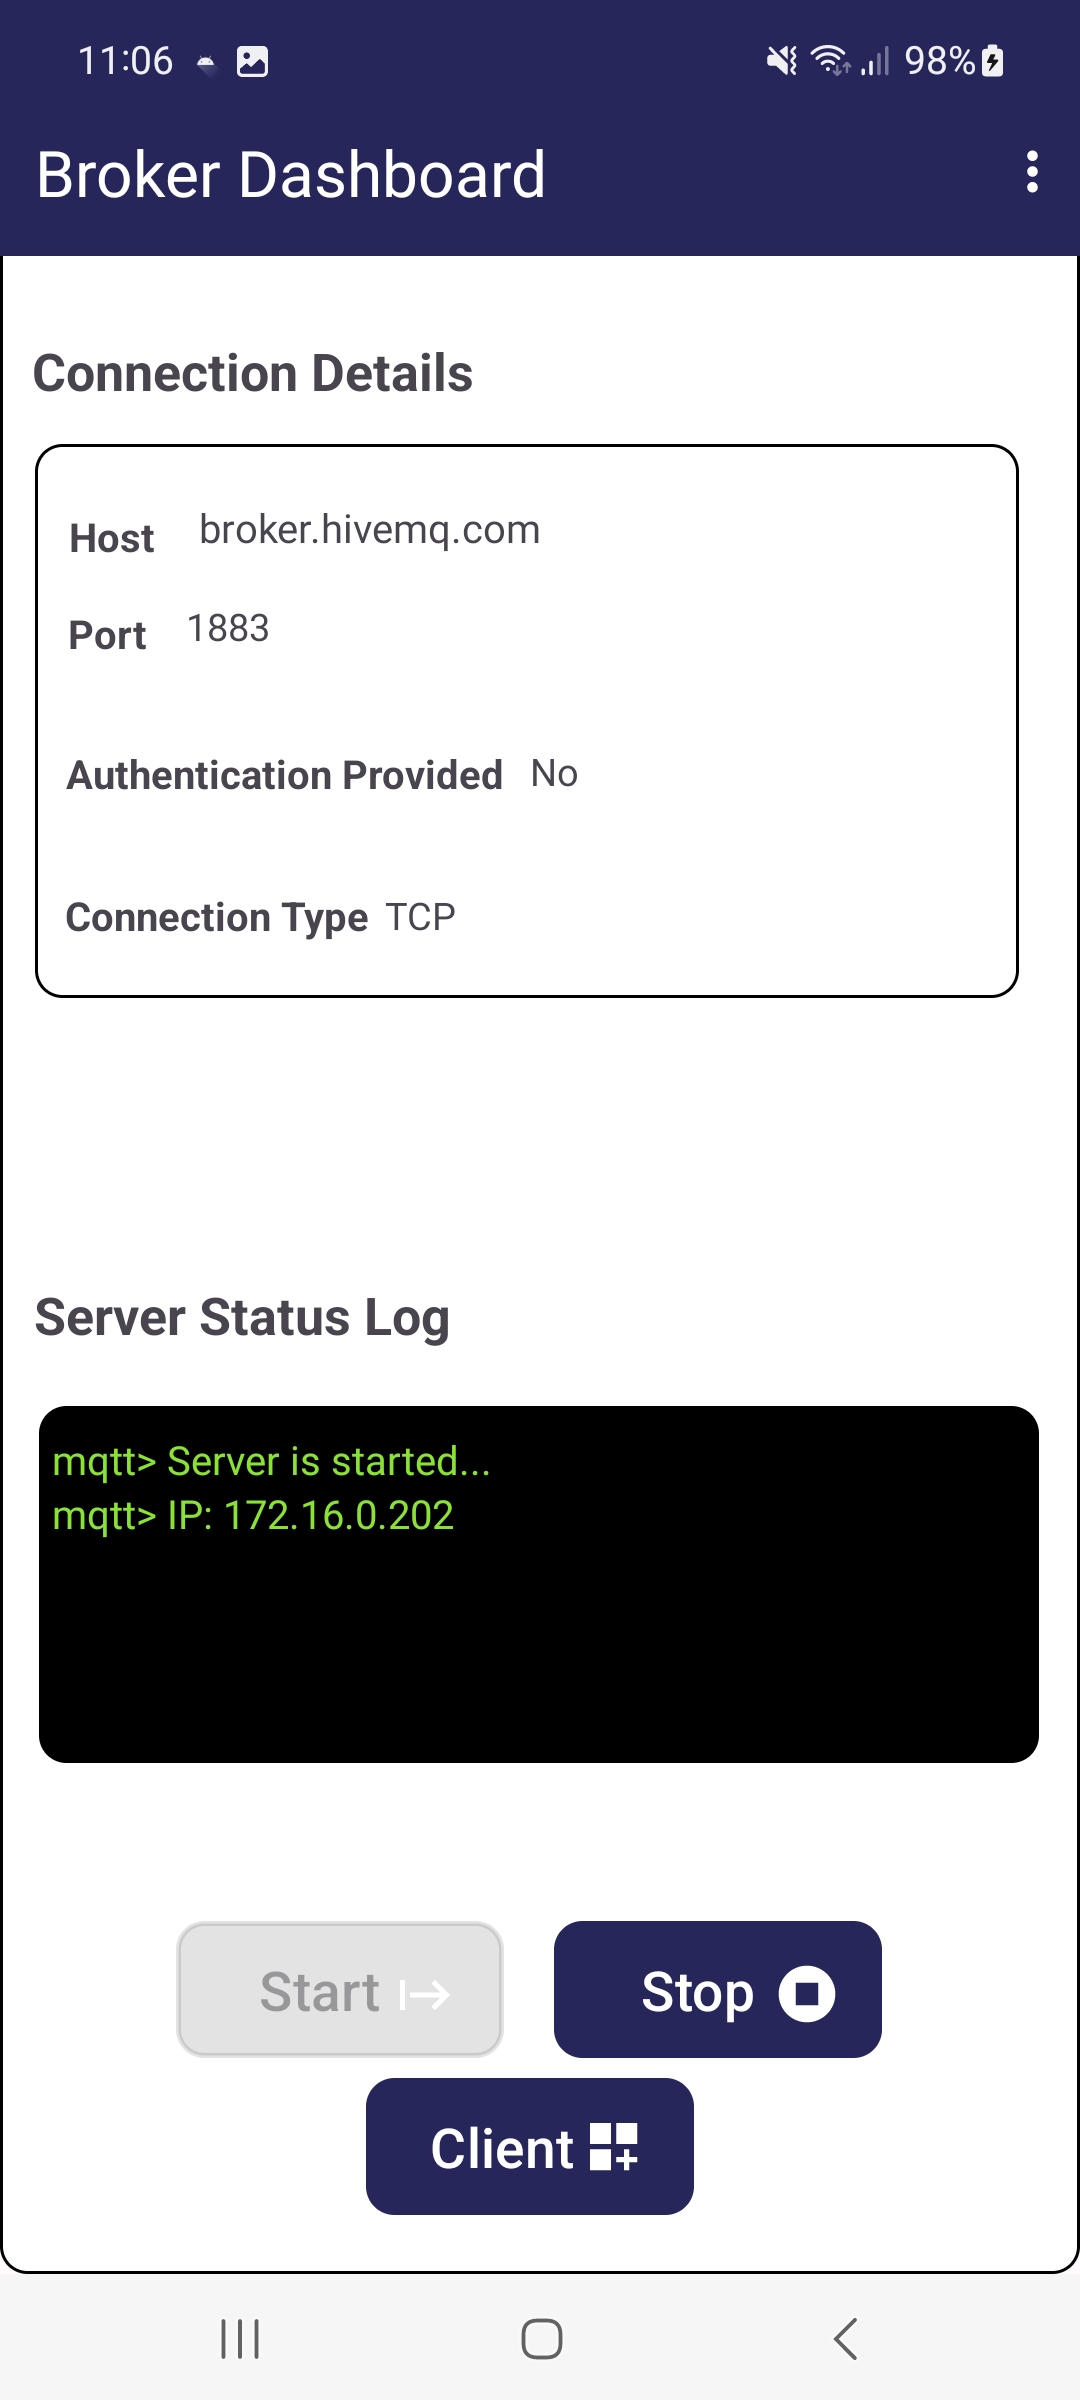 11:06
98%
Broker Dashboard
Connection Details
Host broker.hivemq.com
Port 1883
Authentication Provided No
Connection Type TCP
Server Status Log
mqtt> Server is started...
mqtt> IP: 172.16.0.202
Start
Stop
Client